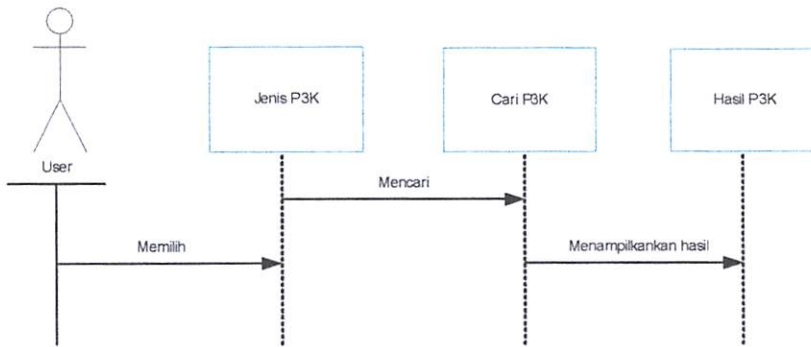 Jenis P3K
Cari P3K
Hasil P3K
User
Mencari
Memilih
Menampilkankan hasil